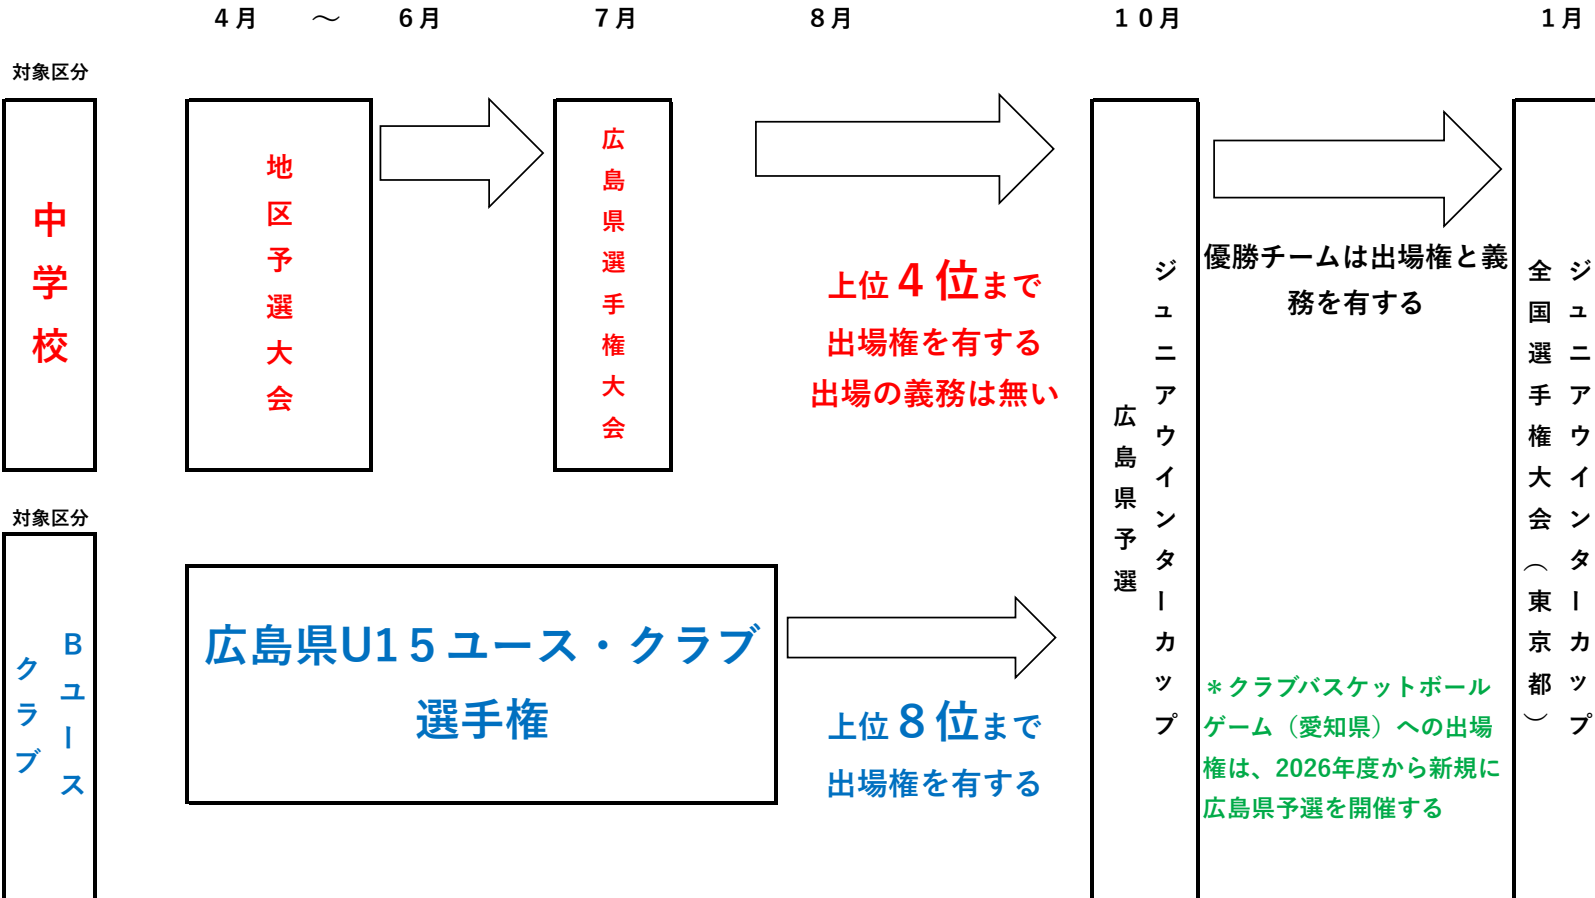 ４月　～　６月　７月　８月　１０月　１月
対象区分
中学校
地区予選大会
広島県選手権大会
上位４位まで
出場権を有する
出場の義務は無い
ジュニアウインターカップ
広島県予選
優勝チームは出場権と義
務を有する
ジュニアウインターカップ
全国選手権大会（東京都）
対象区分
Bユース
クラブ
広島県U1５ユース・クラブ
選手権
上位８位まで
出場権を有する
＊クラブバスケットボール
ゲーム（愛知県）への出場
権は、2026年度から新規に
広島県予選を開催する